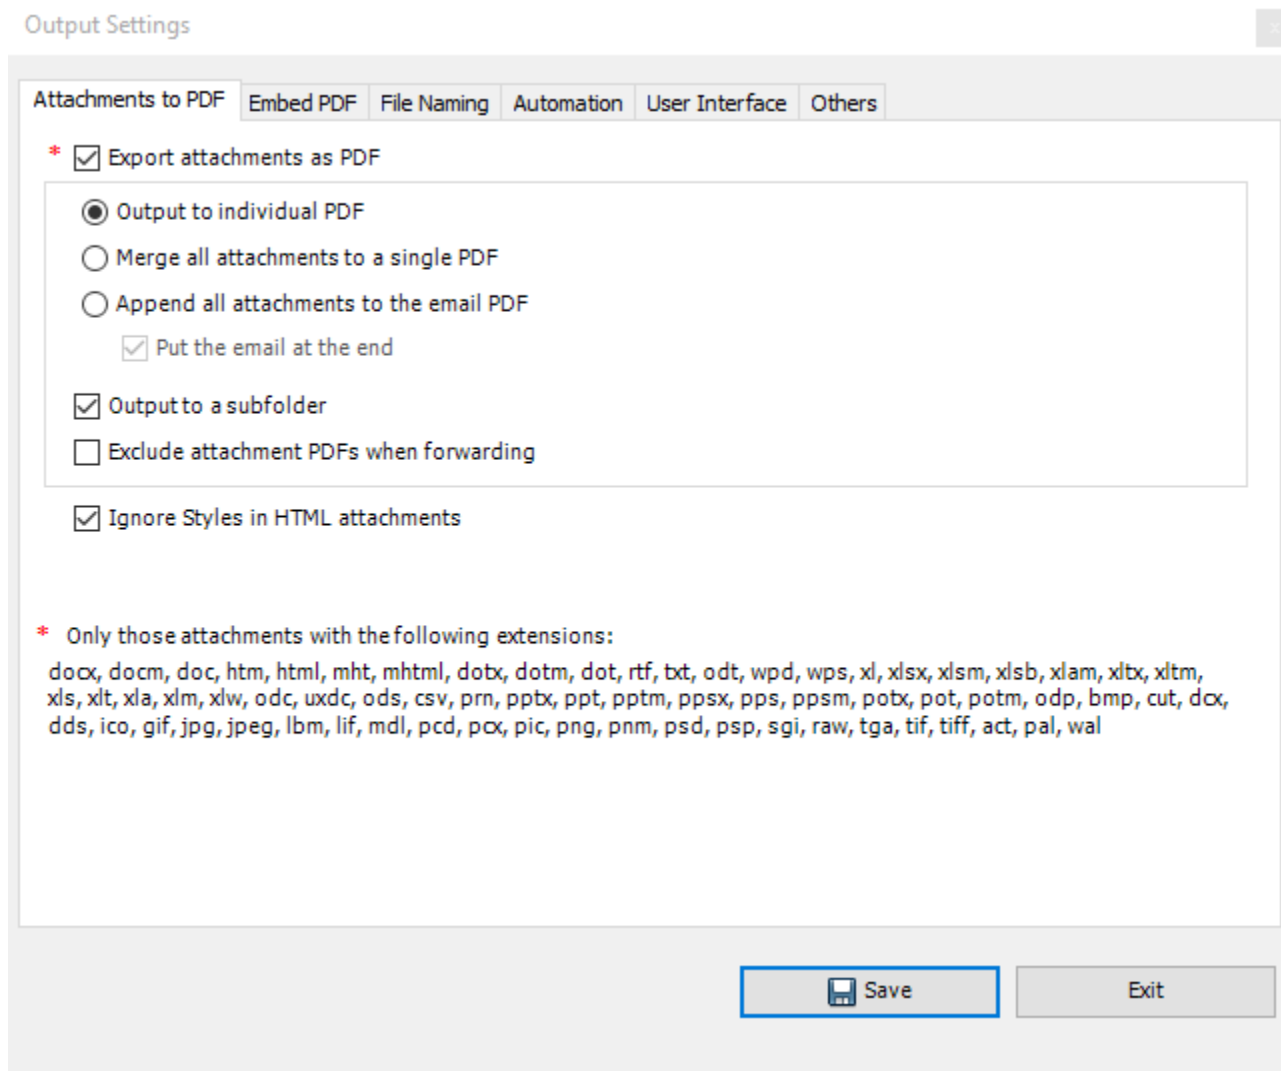 Output Settings
Attachments to PDF Embed PDF File Naming Automation User Interface Others
* Export attachments as PDF
Output to individual PDF
Merge all attachments to a single PDF
Append all attachments to the email PDF
Put the email at the end
Output to a subfolder
Exclude attachment PDFs when forwarding
Ignore Styles in HTML attachments
* Only those attachments with the following extensions:
docx, docm, doc, htm, html, mht, mhtml, dotx, dotm, dot, rtf, txt, odt, wpd, wps, xl, xlsx, xlsm, xlsb, xlam, xltx, xltm,
xls, xlt, xla, xlm, xlw, odc, uxdc, ods, csv, prn, pptx, ppt, pptm, ppsx, pps, ppsm, potx, pot, potm, odp, bmp, cut, dcx,
dds, ico, gif, jpg, jpeg, lbm, lif, mdl, pcd, pcx, pic, png, pnm, psd, psp, sgi, raw, tga, tif, tiff, act, pal, wal
Save Exit